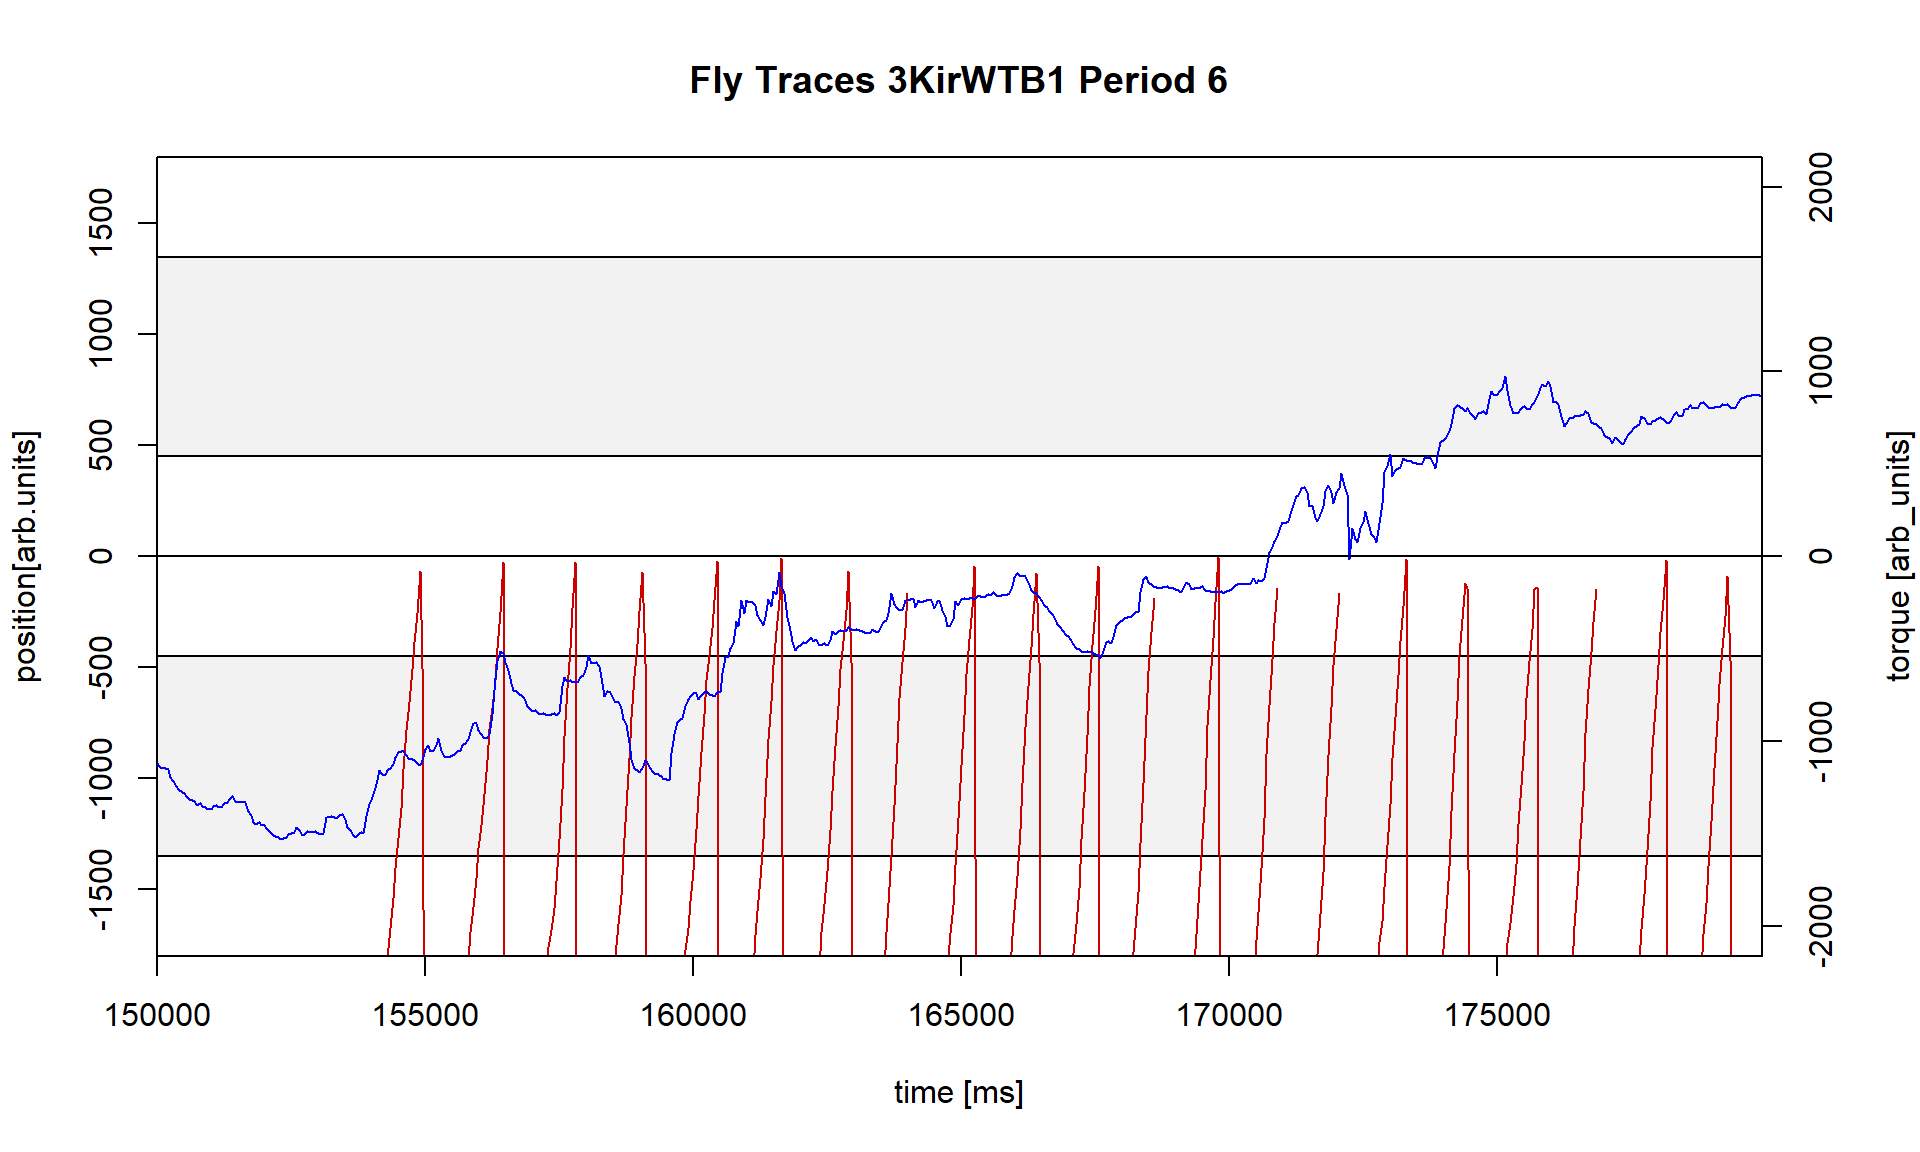 Fly Traces 3KirWTB1 Period 6
position[arb.units]
1500
1000
500
0
-500
-1000
-1500
2000
1000
0
-1000
-2000
torque [arb_units]
150000 155000 160000 165000 170000 175000
time [ms]